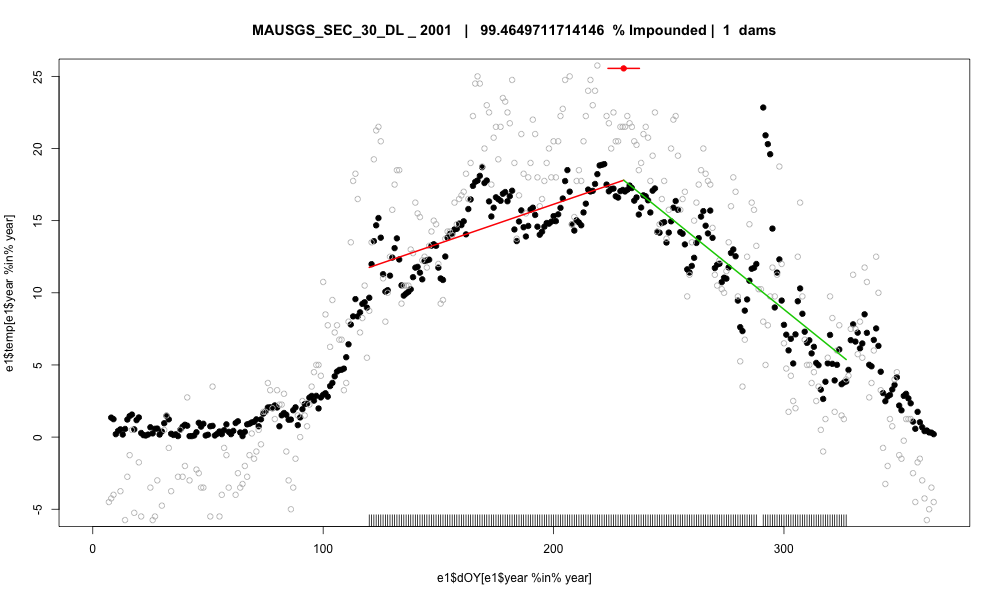 MAUSGS_SEC_30_DL _ 2001 | 99.4649711714146 % Impounded | 1 dams
e1$temp[e1$year %in% year]
25
20
15
10
5
0
-5
0 100 200 300
e1$dOY[e1$year %in% year]